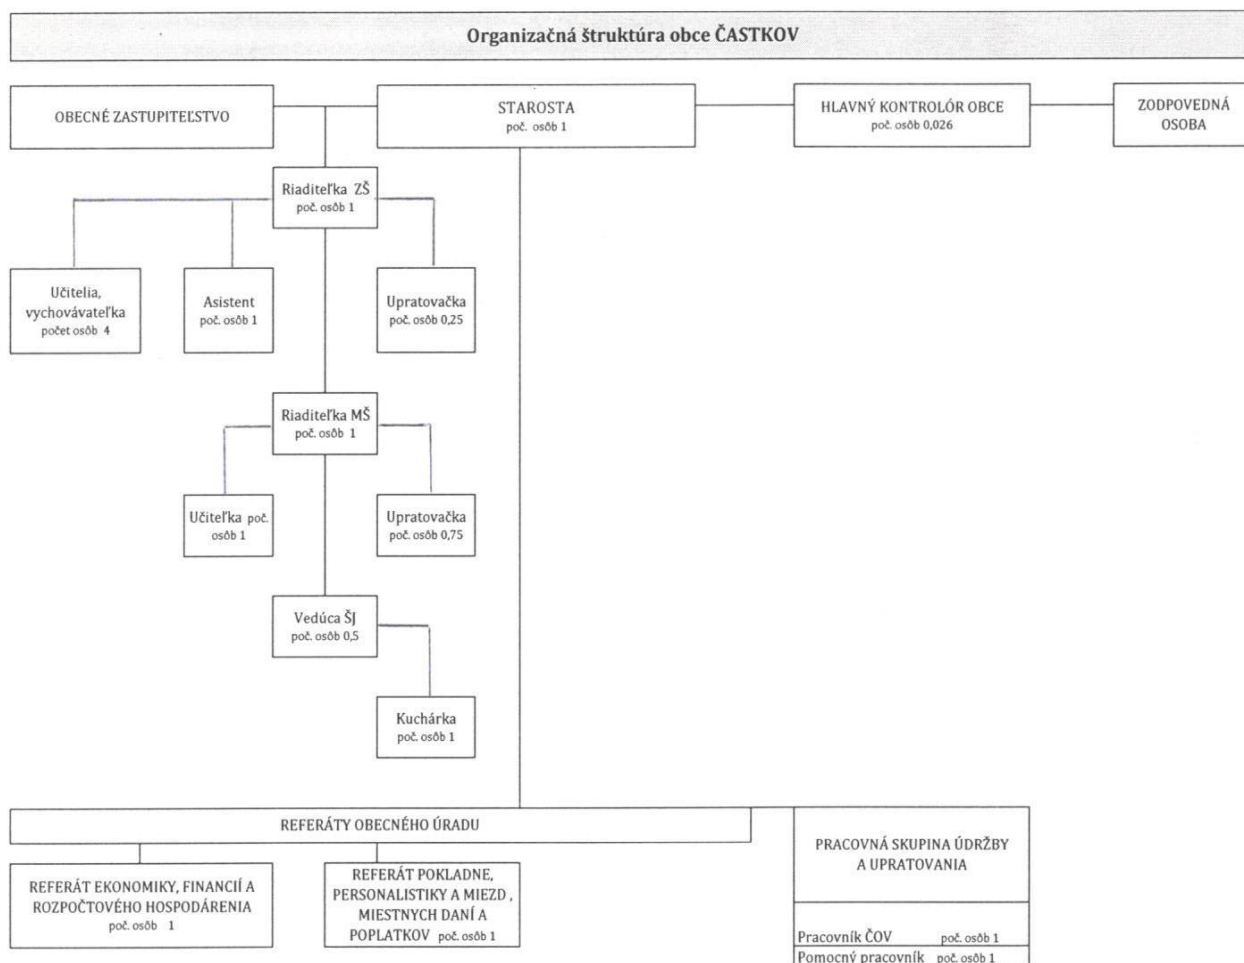 Organizačná štruktúra obce ČASTKOV
OBECNÉ ZASTUPITEĽSTVO
STAROSTA
poč. osôb 1
HLAVNÝ KONTROLÓR OBCE
poč. osôb 0,026
ZODPOVEDNÁ
OSOBA
Riaditeľka ZŠ
poč. osôb 1
Učitelia,
vychovávateľka
počet osôb 4
Asistent
poč. osôb 1
Upratovačka
poč. osôb 0,25
Riaditeľka MŠ
poč. osôb 1
Učiteľka poč.
osôb 1
Upratovačka
poč. osôb 0,75
Vedúca ŠJ
poč. osôb 0,5
Kuchárka
poč. osôb 1
REFERÁTY OBECNÉHO ÚRADU
REFERÁT EKONOMIKY, FINANCIÍ A
ROZPOČTOVÉHO HOSPODÁRENIA
poč. osôb 1
REFERÁT POKLADNE,
PERSONALISTIKY A MIEZD ,
MIESTNYCH DANÍ A
POPLATKOV poč. osôb 1
PRACOVNÁ SKUPINA ÚDRŽBY
A UPRATOVANIA
Pracovník ČOV poč. osôb 1
Pomocný pracovník poč. osôb 1